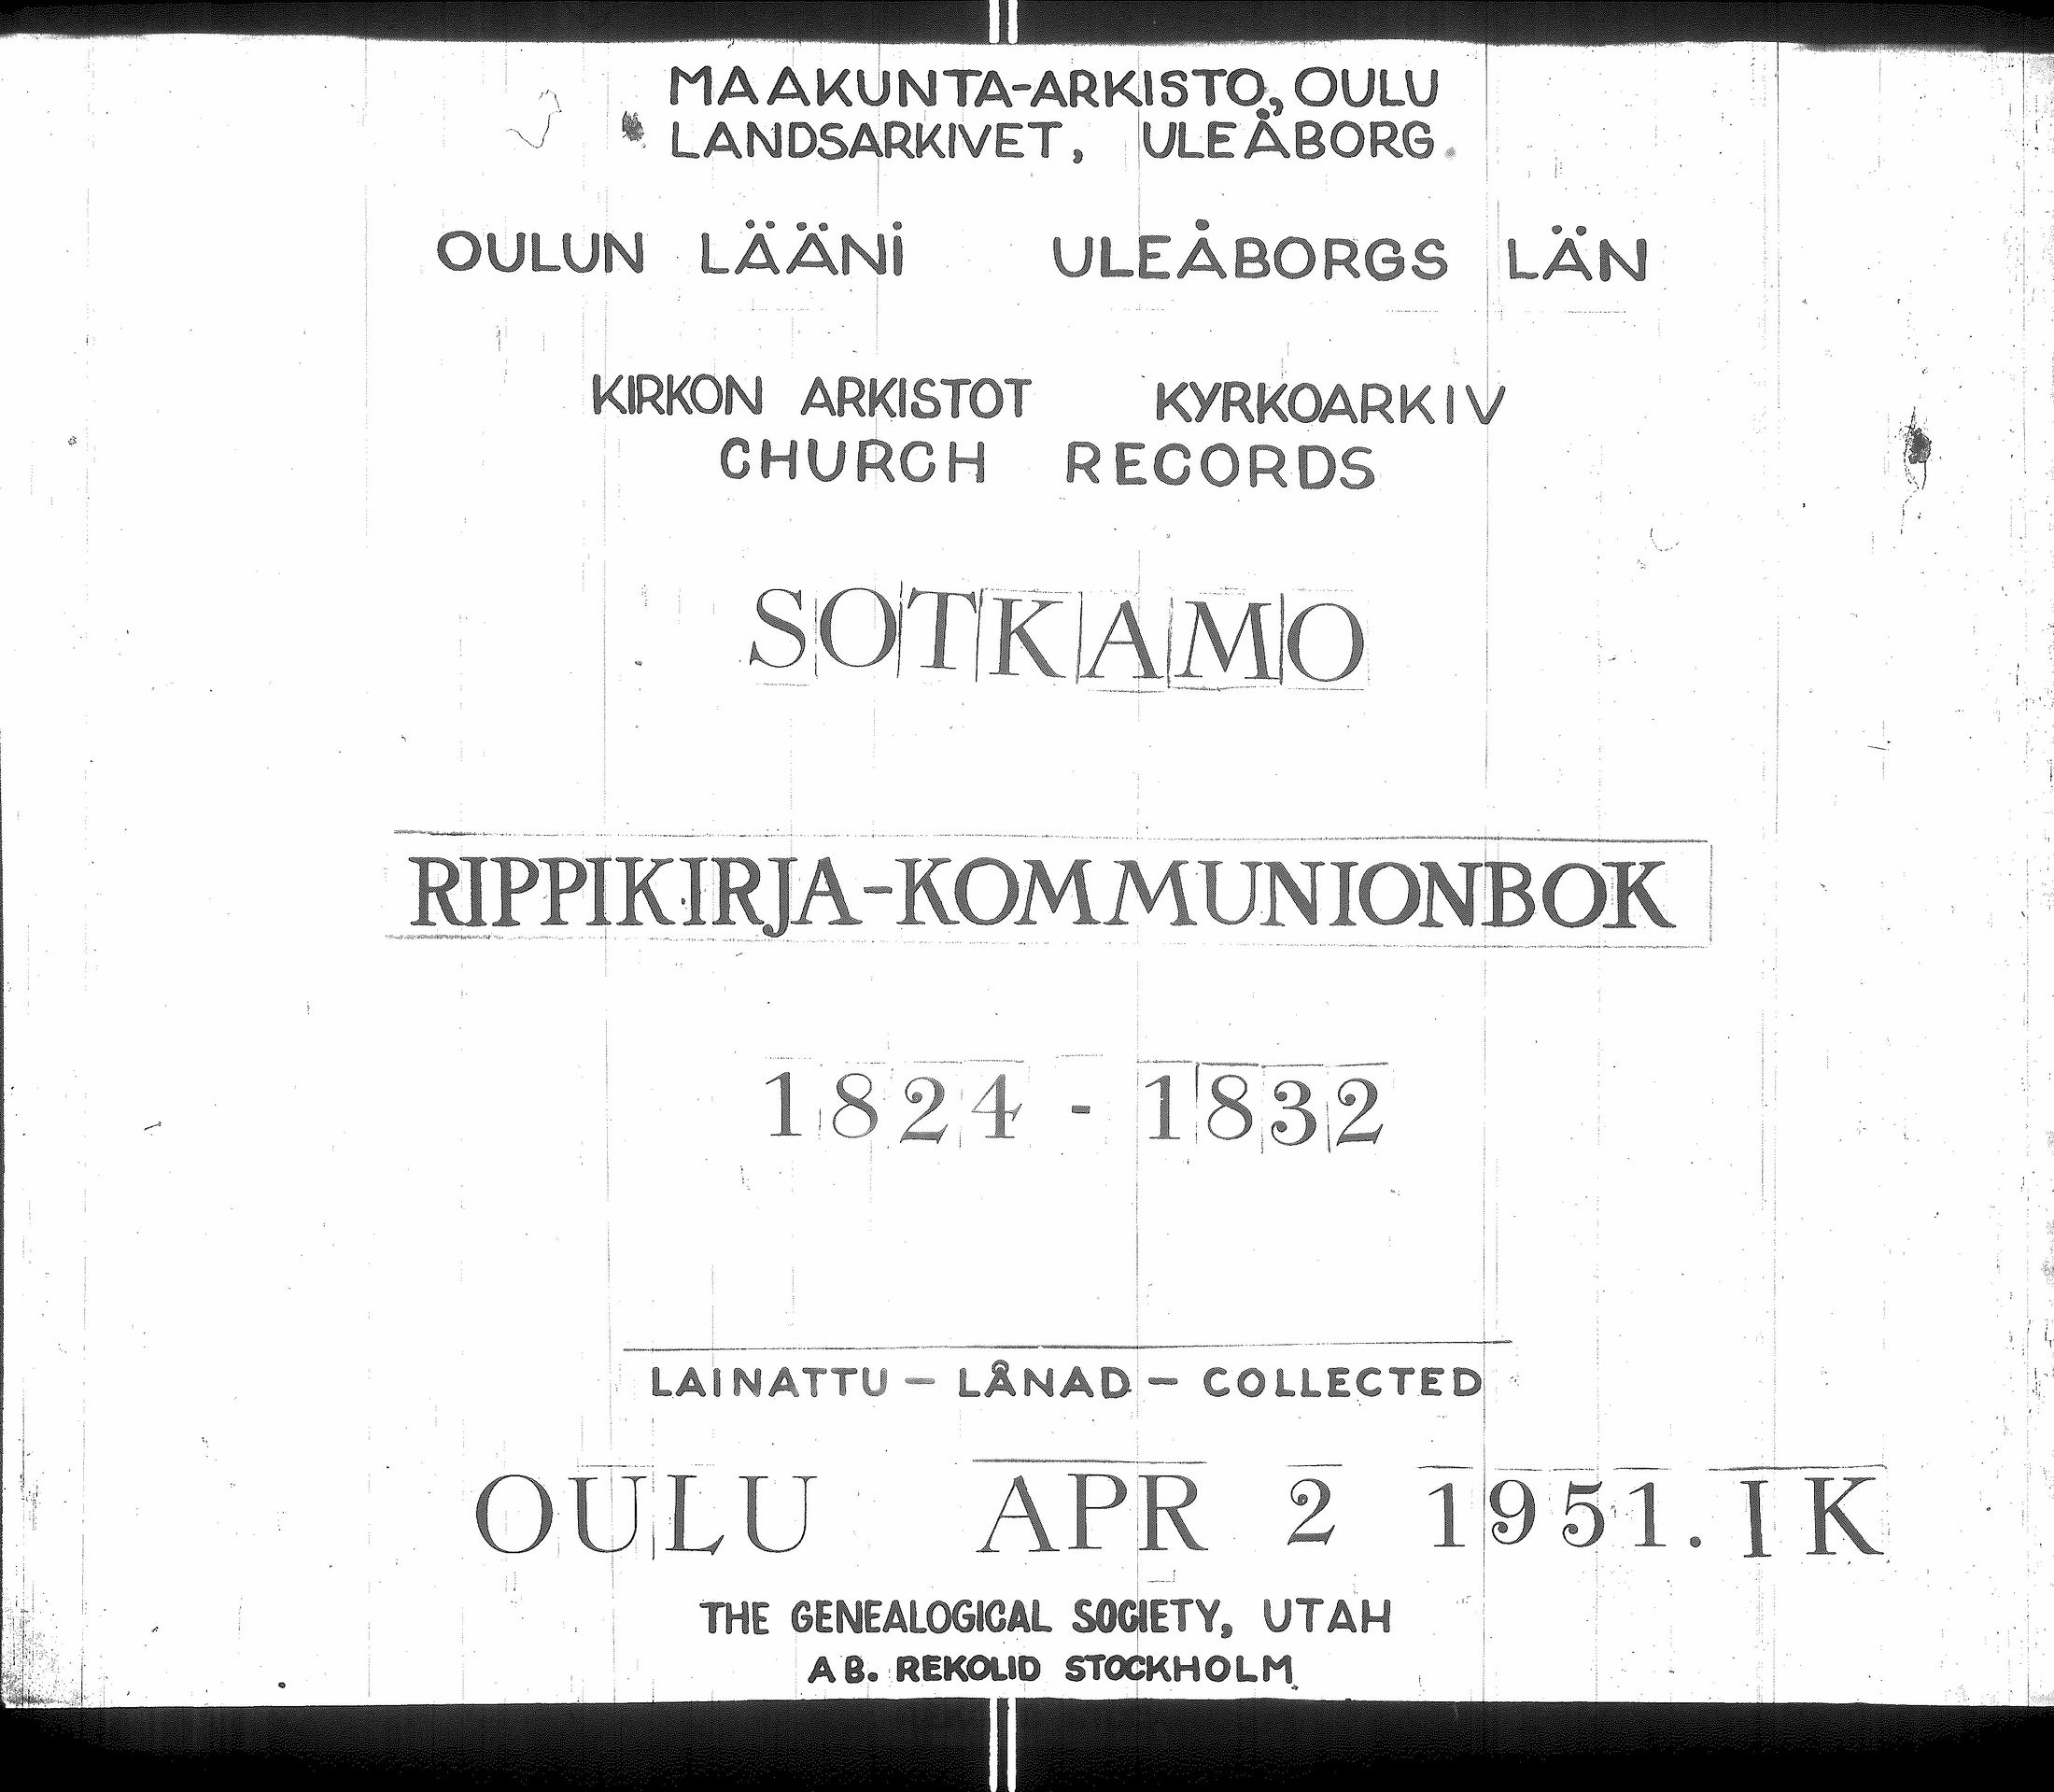 MAAKUNTA-ARKISTO, OULU
LANDSARKIVET, ULEÅBORG.
OULUN LÄÄNI ULEÅBORGS LÄN
KIRKON ARKISTOT KYRKOARKIV
CHURCH RECORDS
SOTKAMO
RIPPIKIRJA-KOMMUNIONBOK
1824 - 1832
LAINATTU - LÅNAD - COLLECTED
OULU APR 2 1951. IK
THE GENEALOGICAL SOCIETY, UTAH
AB. REKOLID STOCKHOLM